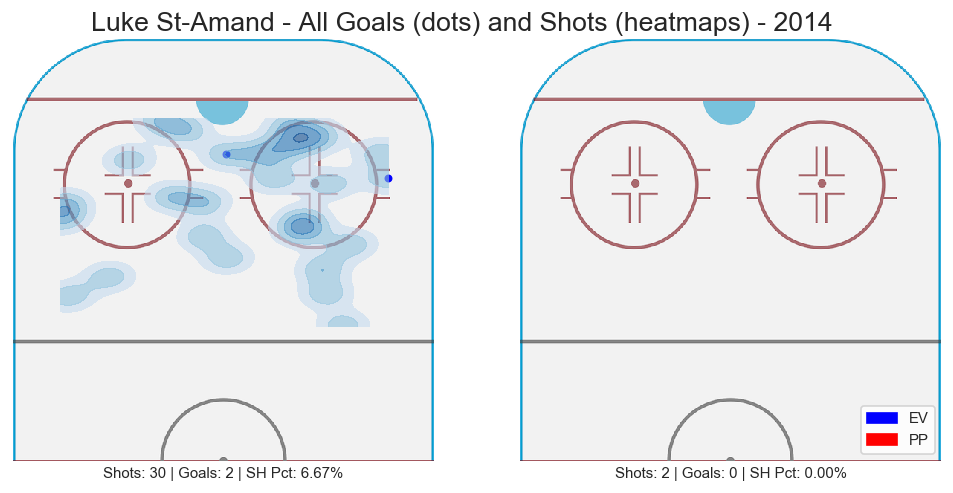 Luke St-Amand - All Goals (dots) and Shots (heatmaps) - 2014
EV
PP
Shots: 30 | Goals: 2 | SH Pct: 6.67%
Shots: 2 | Goals: 0 | SH Pct: 0.00%